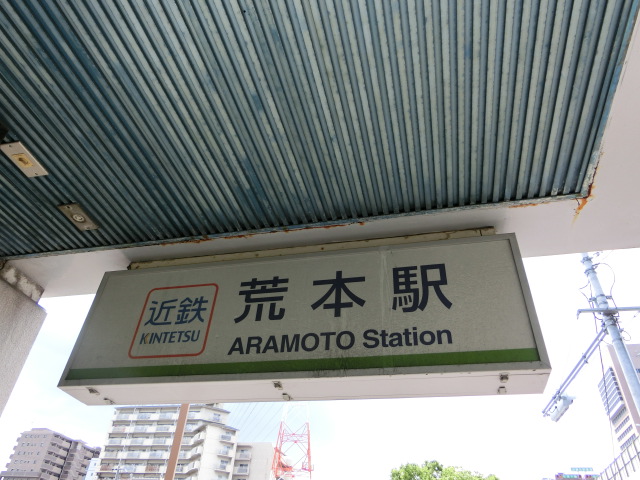 近鉄
KINTETSU
荒本駅
ARAMOTO Station